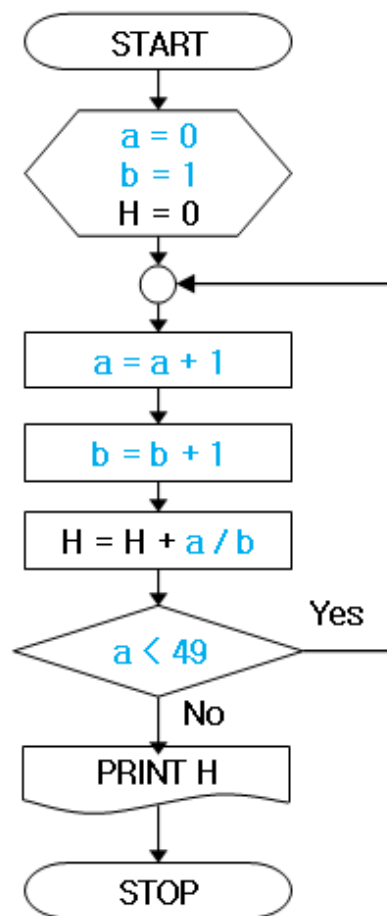 START
a = 0
b = 1
H = 0
a = a + 1
b = b + 1
H = H + a / b
a < 49
Yes
No
PRINT H
STOP